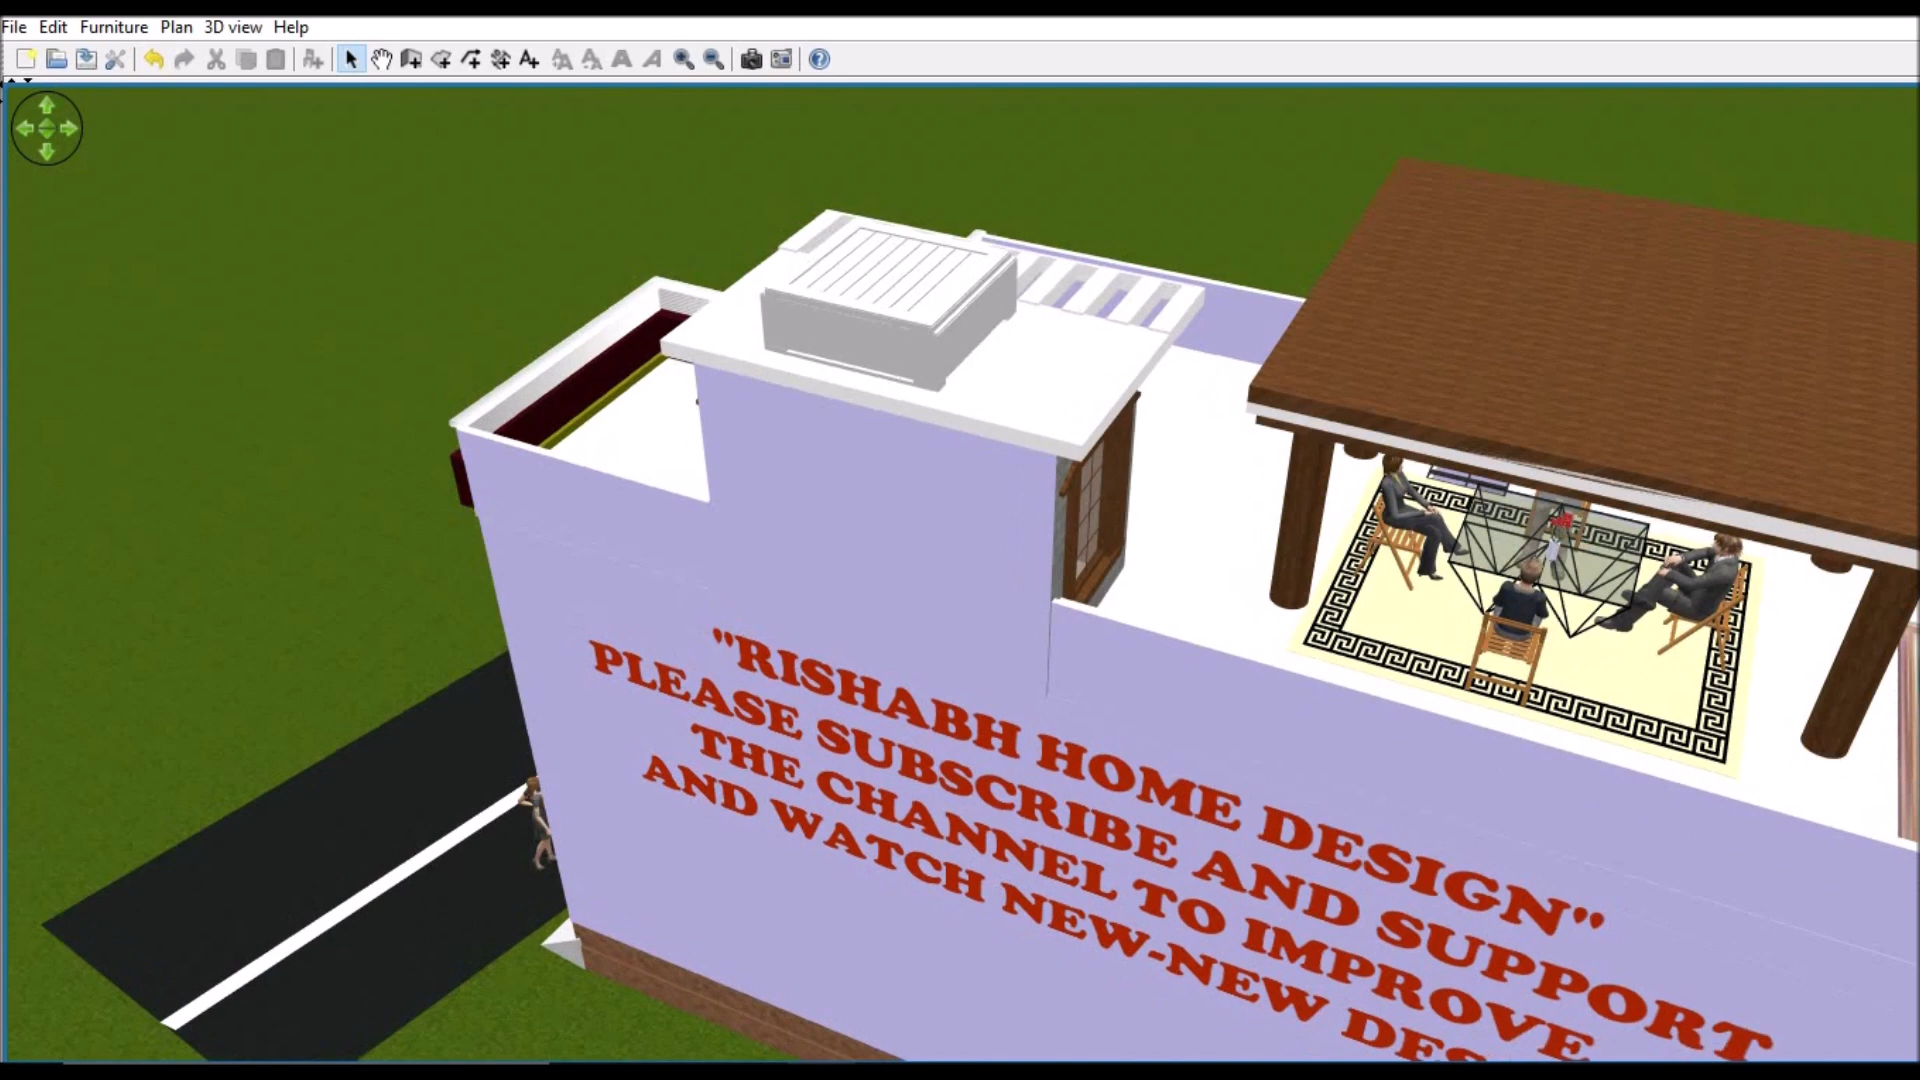 File Edit Furniture Plan 3D view Help
"RISHABH HOME DESIGN"
PLEASE SUBSCRIBE AND SUPPORT
THE CHANNEL TO IMPROVE
AND WATCH NEW-NEW